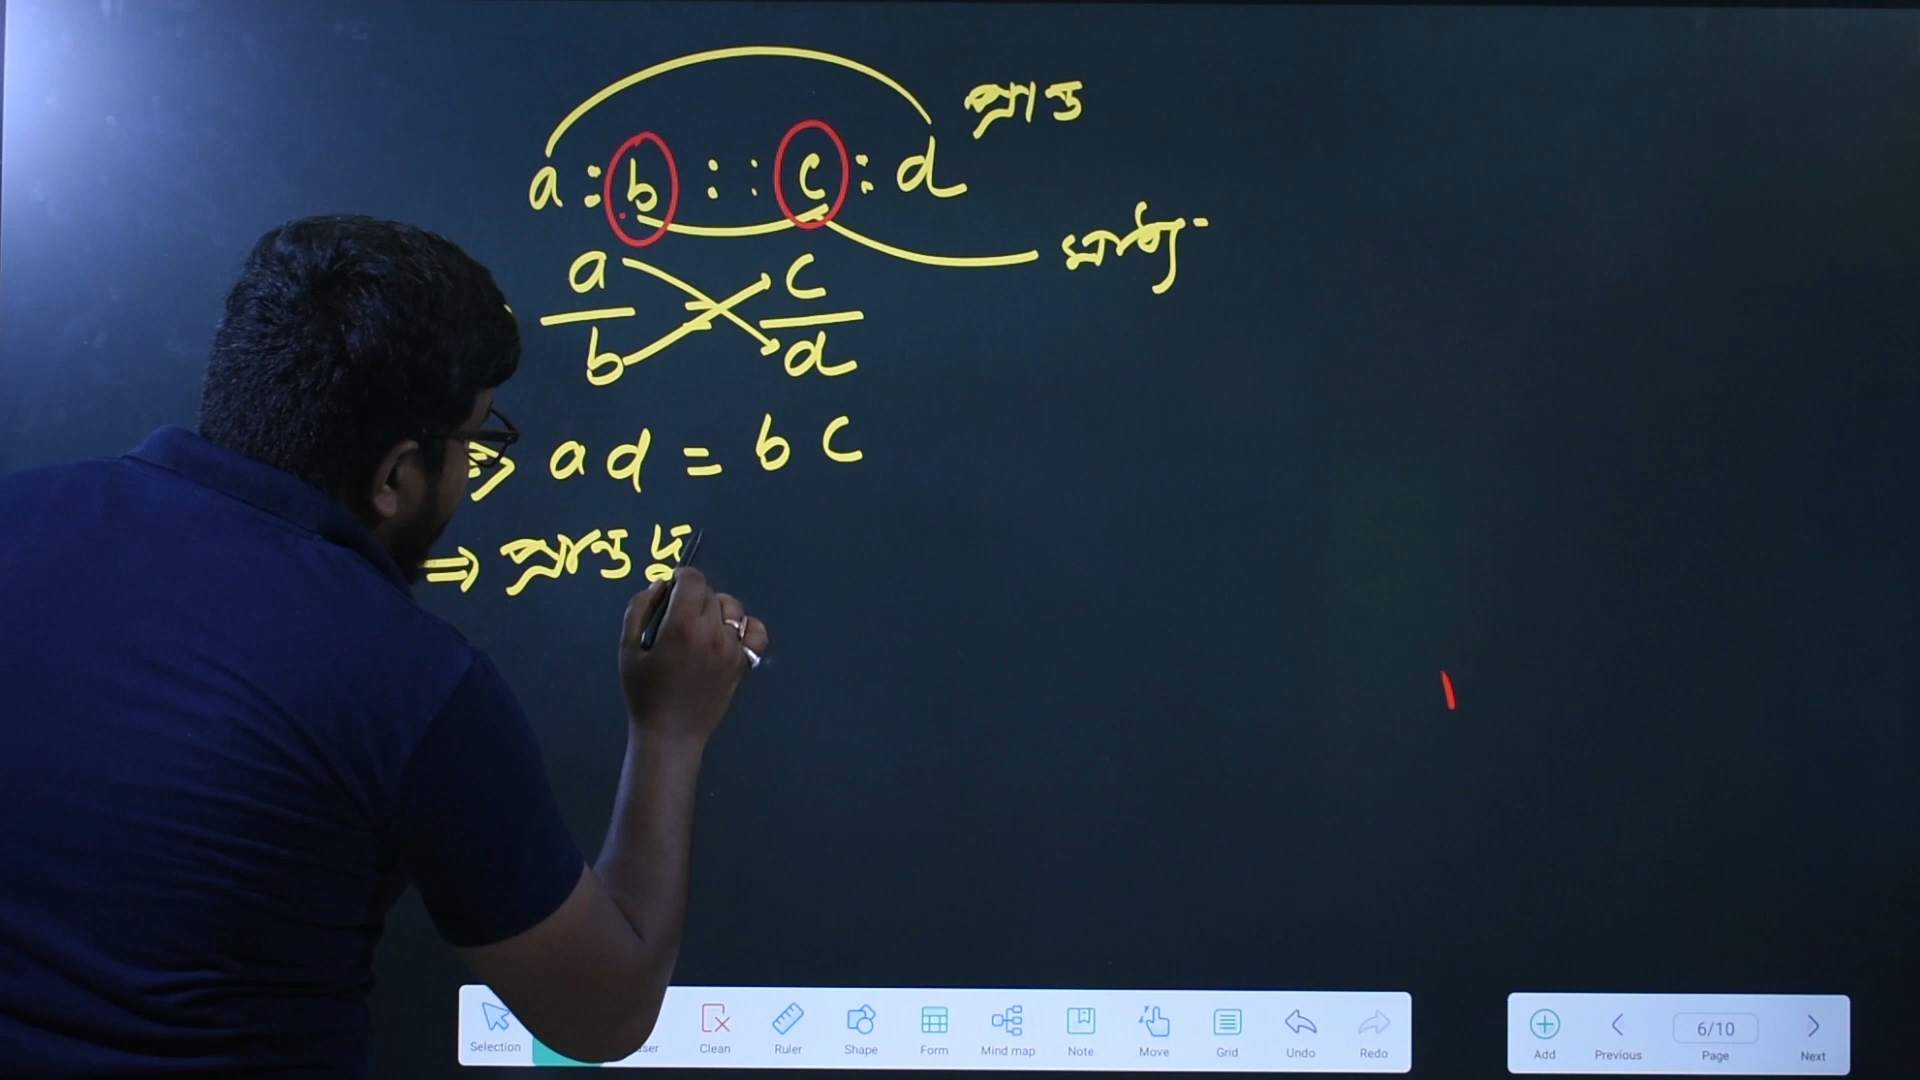 প্রান্ত
a : b : : c : d
মধ্য
a/b = c/d
⇒ ad = bc
⇒ প্রান্ত দু
Selection
Clean
Ruler
Shape
Form
Mind map
Note
Move
Grid
Undo
Redo
Add
Previous
6/10
Page
Next